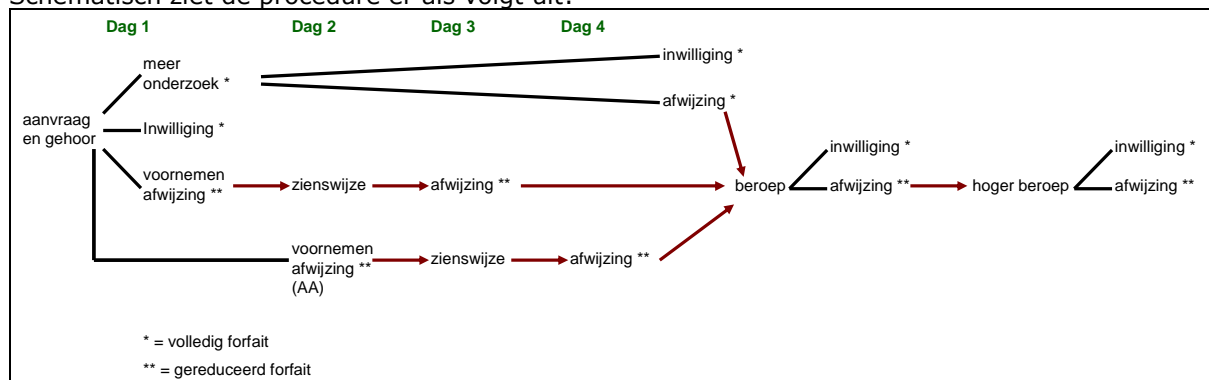 Schematisch ziet de procedure er als volgt uit:
Dag 1
Dag 2
Dag 3
Dag 4
meer
onderzoek *
inwilliging *
afwijzing *
aanvraag
en gehoor
Inwilliging *
inwilliging *
inwilliging *
voornemen
afwijzing **
zienswijze
afwijzing **
beroep
afwijzing **
hoger beroep
afwijzing **
voornemen
afwijzing **
(AA)
zienswijze
afwijzing **
* = volledig forfait
** = gereduceerd forfait